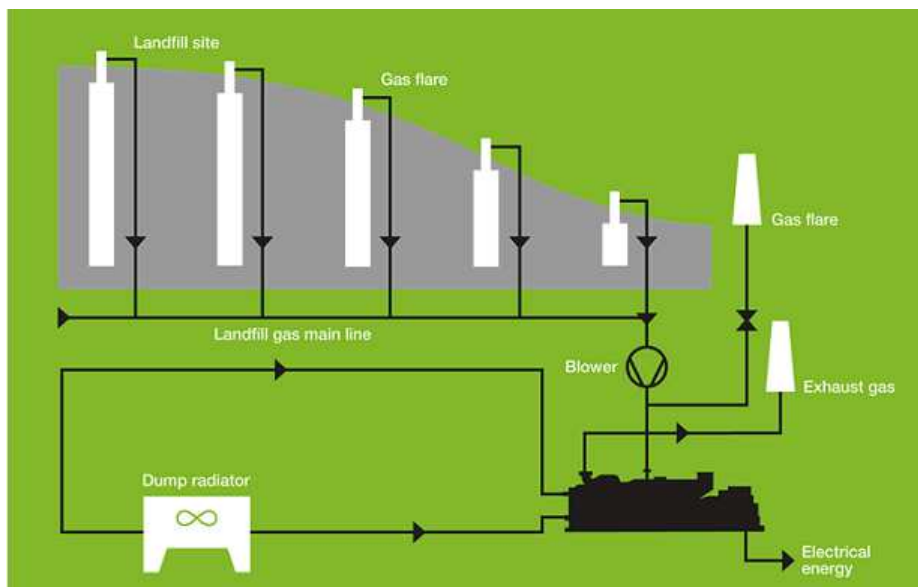 Landfill site
Gas flare
Gas flare
Landfill gas main line
Blower
Exhaust gas
Dump radiator
Electrical
energy